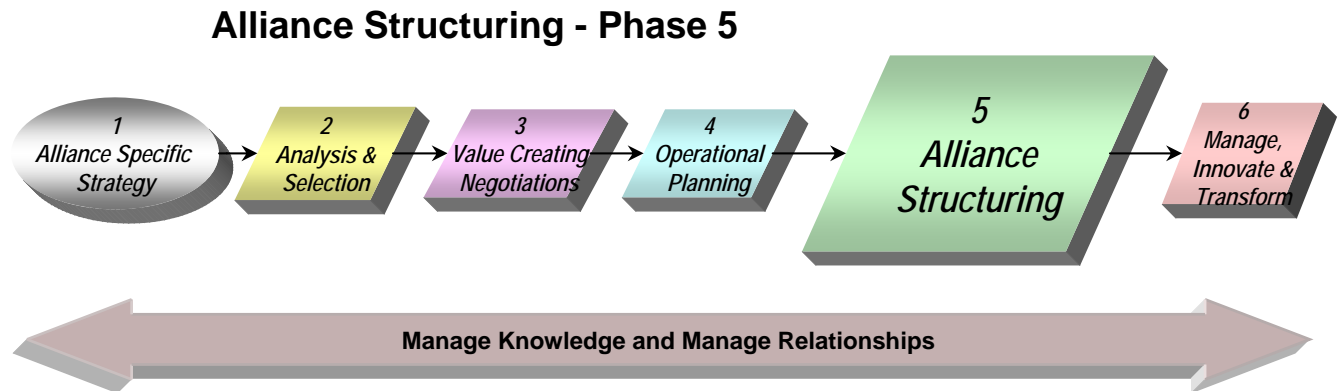 Alliance Structuring - Phase 5
1
Alliance Specific
Strategy
2
Analysis &
Selection
3
Value Creating
Negotiations
4
Operational
Planning
5
Alliance
Structuring
6
Manage,
Innovate &
Transform
Manage Knowledge and Manage Relationships